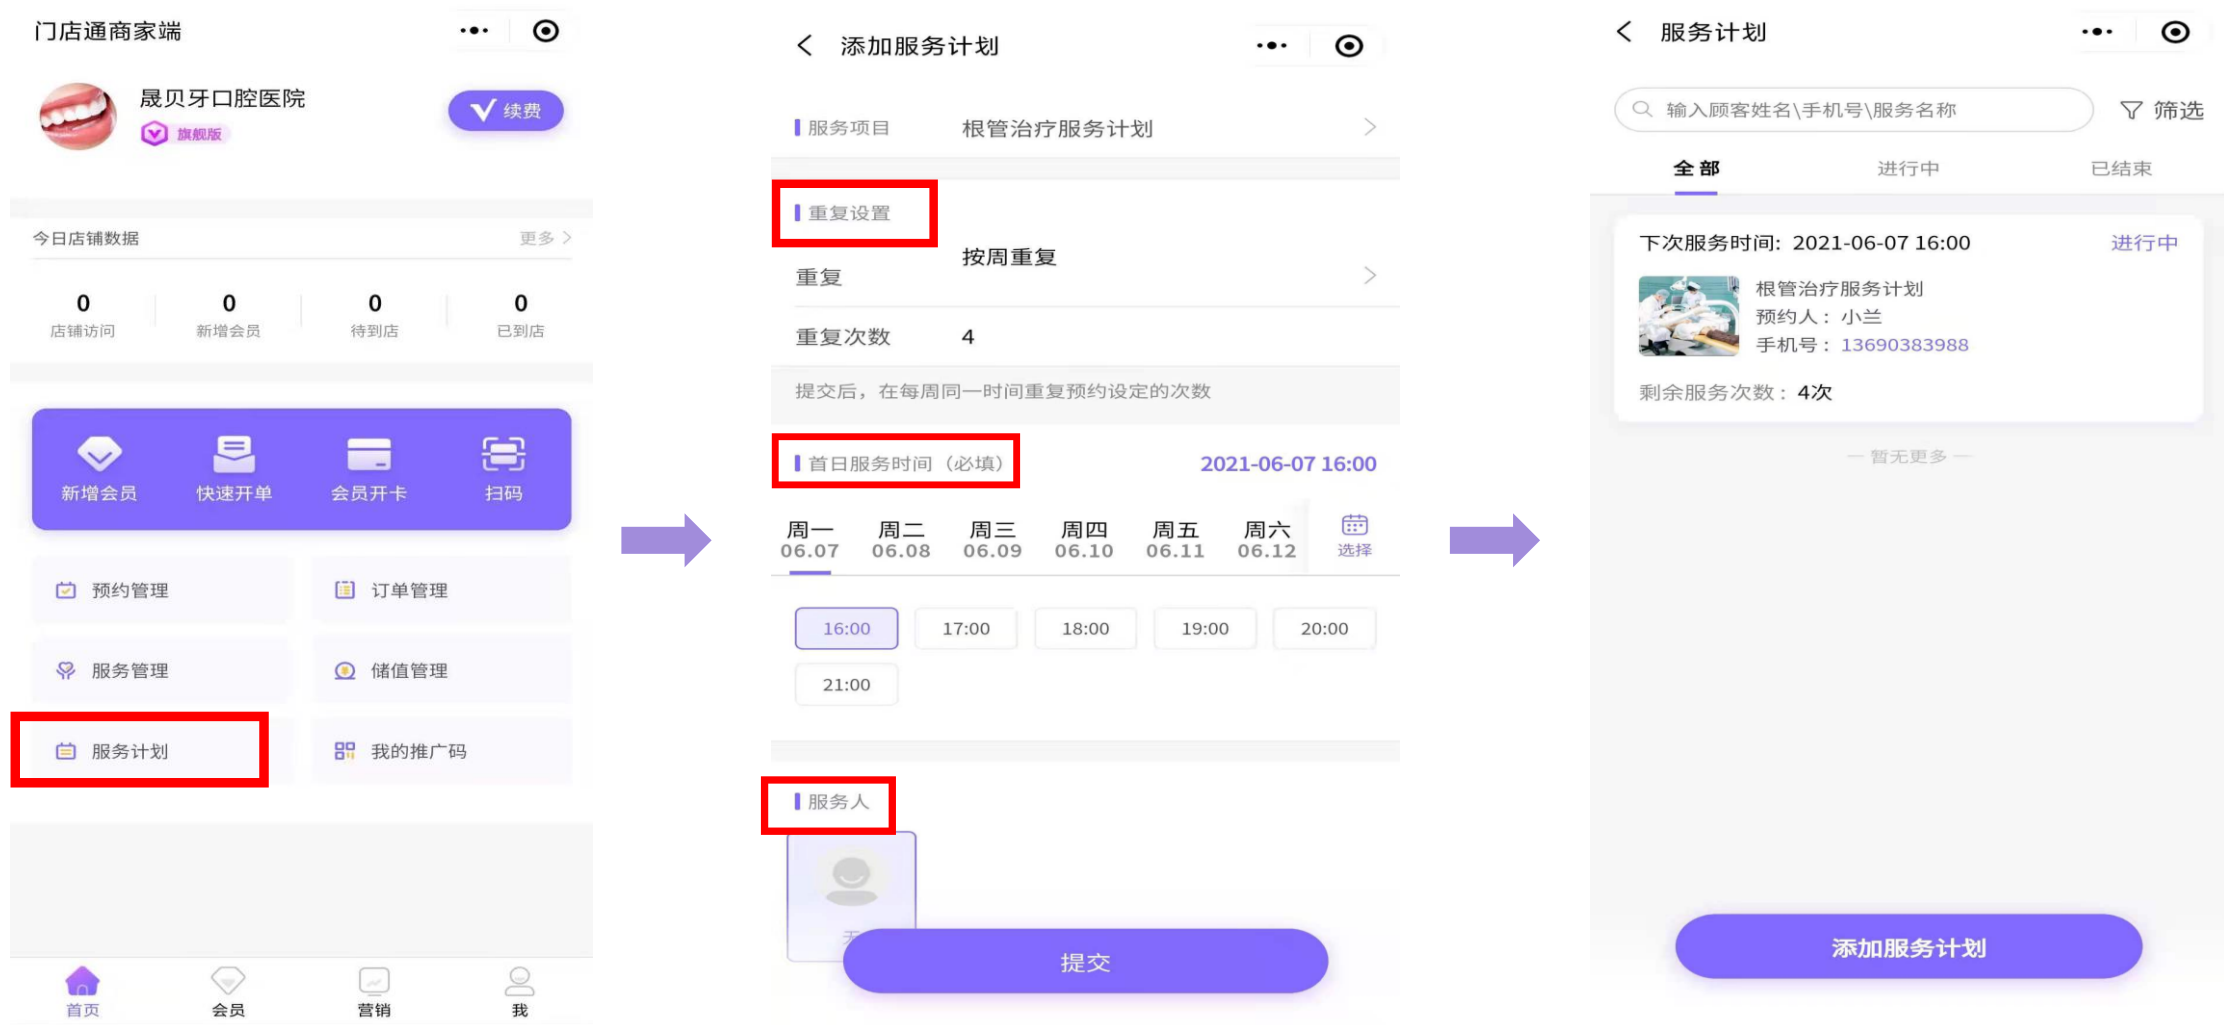 门店通商家端
晟贝牙口腔医院
旗舰版
续费
今日店铺数据
更多
0 0 0 0
店铺访问 新增会员 待到店 已到店
新增会员 快速开单 会员开卡 扫码
预约管理 订单管理
服务管理 储值管理
服务计划 我的推广码
首页 会员 营销 我
添加服务计划
服务项目 根管治疗服务计划
重复设置
重复 按周重复
重复次数 4
提交后，在每周同一时间重复预约设定的次数
首日服务时间（必填） 2021-06-07 16:00
周一 周二 周三 周四 周五 周六
06.07 06.08 06.09 06.10 06.11 06.12
选择
16:00 17:00 18:00 19:00 20:00
21:00
服务人
提交
服务计划
输入顾客姓名\手机号\服务名称 筛选
全部 进行中 已结束
下次服务时间: 2021-06-07 16:00 进行中
根管治疗服务计划
预约人：小兰
手机号：13690383988
剩余服务次数：4次
暂无更多
添加服务计划